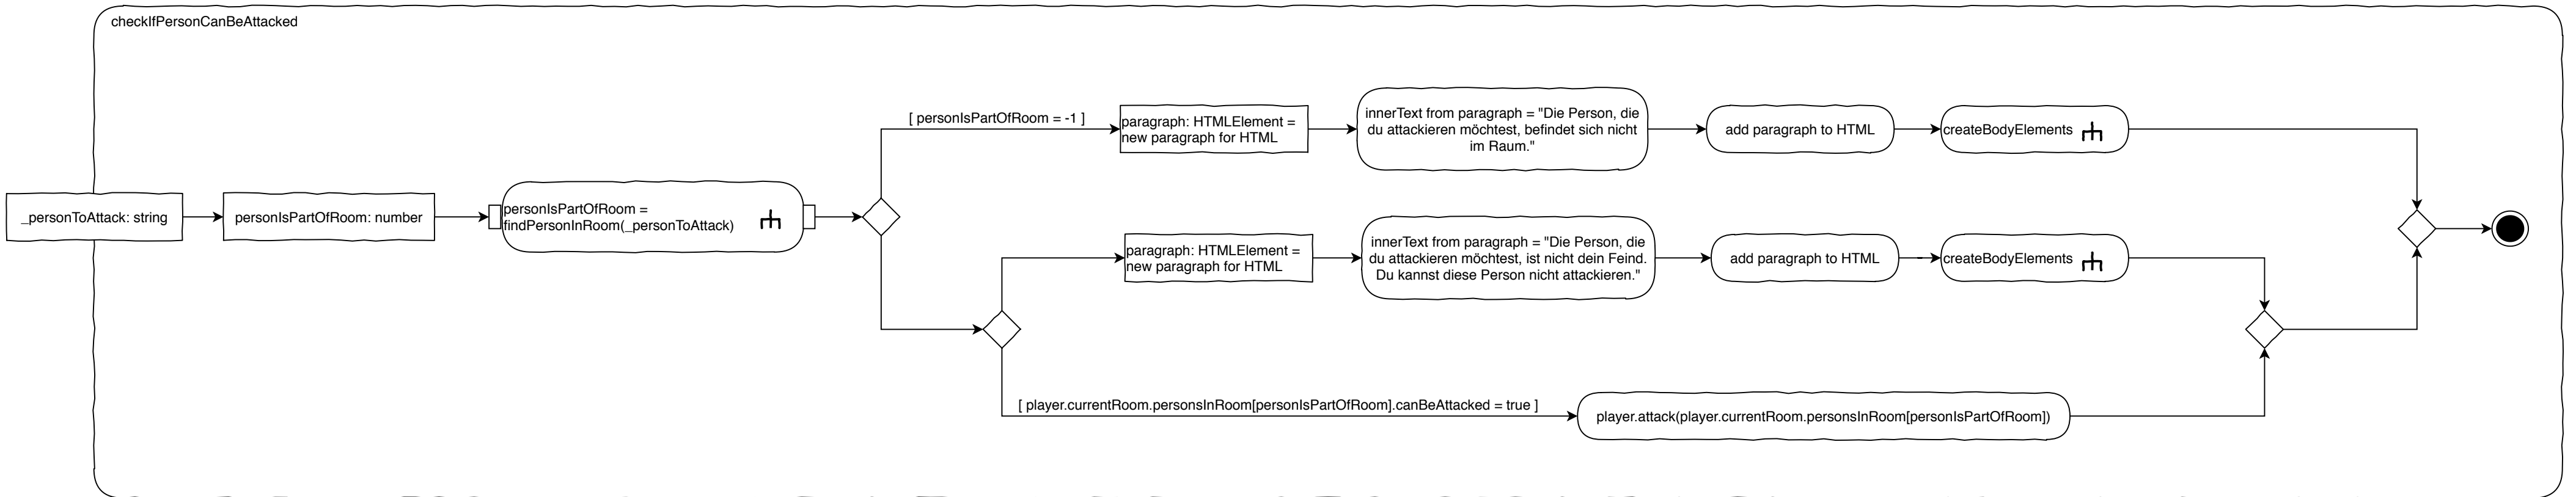 checkIfPersonCanBeAttacked
_personToAttack: string
personIsPartOfRoom: number
personIsPartOfRoom =
findPersonInRoom(_personToAttack)
[ personIsPartOfRoom = -1 ]
paragraph: HTMLElement =
new paragraph for HTML
innerText from paragraph = "Die Person, die
du attackieren möchtest, befindet sich nicht
im Raum."
add paragraph to HTML
createBodyElements
paragraph: HTMLElement =
new paragraph for HTML
innerText from paragraph = "Die Person, die
du attackieren möchtest, ist nicht dein Feind.
Du kannst diese Person nicht attackieren."
add paragraph to HTML
createBodyElements
[ player.currentRoom.personsInRoom[personIsPartOfRoom].canBeAttacked = true ]
player.attack(player.currentRoom.personsInRoom[personIsPartOfRoom])